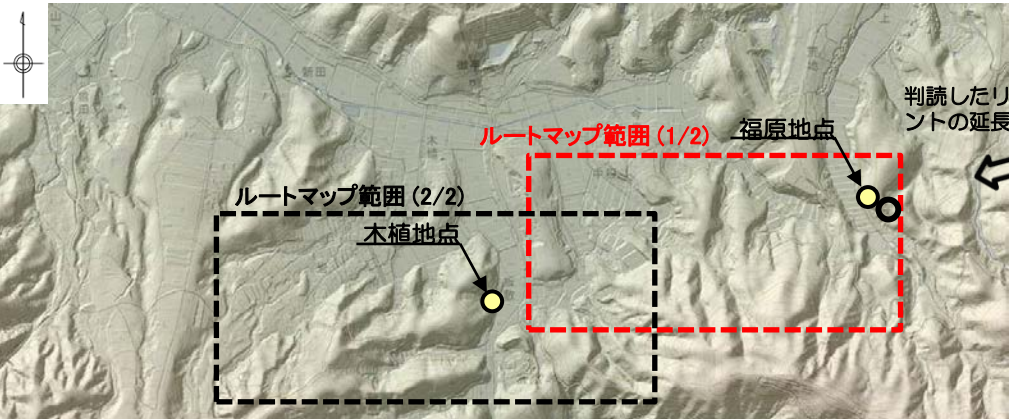 判読したリ
ントの延長
ルートマップ範囲(1/2)
福原地点
ルートマップ範囲(2/2)
木植地点